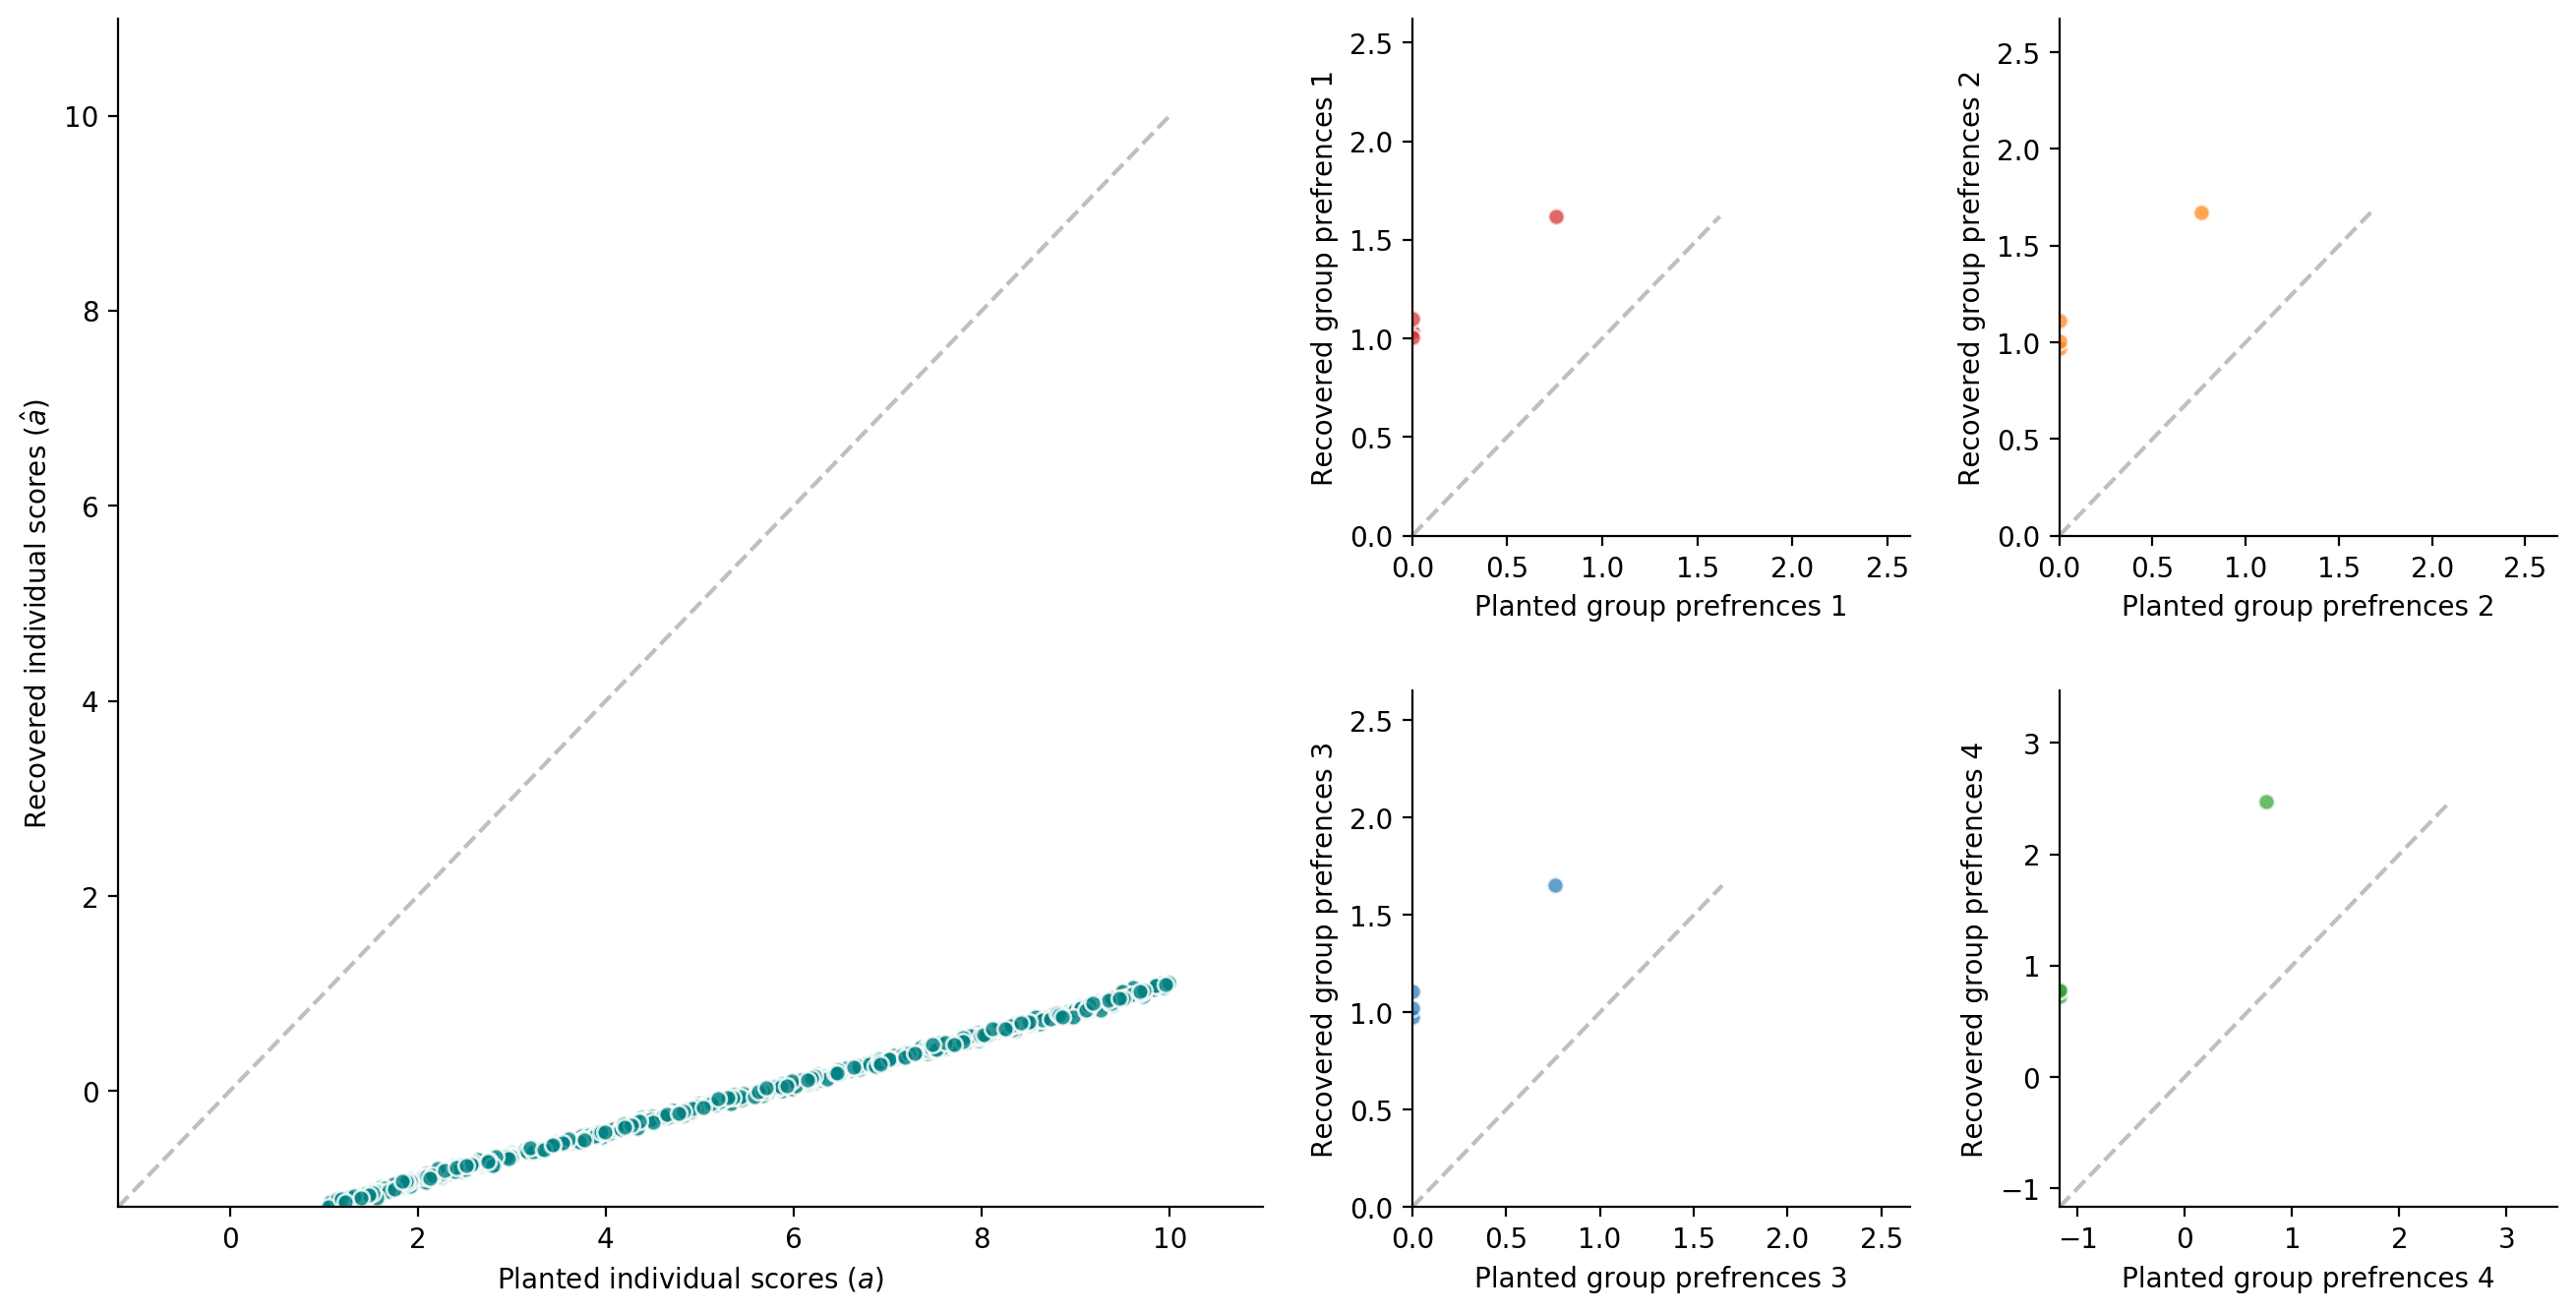 Recovered individual scores (â)
10
8
6
4
2
0
0 2 4 6 8 10
Planted individual scores (a)
Recovered group prefrences 1
2.5
2.0
1.5
1.0
0.5
0.0
0.0 0.5 1.0 1.5 2.0 2.5
Planted group prefrences 1
Recovered group prefrences 2
2.5
2.0
1.5
1.0
0.5
0.0
0.0 0.5 1.0 1.5 2.0 2.5
Planted group prefrences 2
Recovered group prefrences 3
2.5
2.0
1.5
1.0
0.5
0.0
0.0 0.5 1.0 1.5 2.0 2.5
Planted group prefrences 3
Recovered group prefrences 4
3
2
1
0
−1
−1 0 1 2 3
Planted group prefrences 4